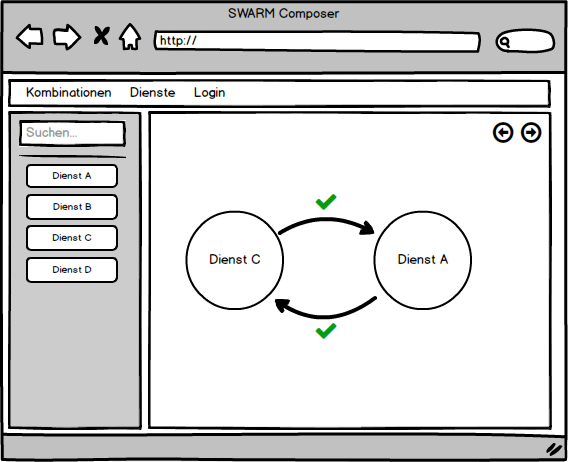 SWARM Composer
http://
Kombinationen Dienste Login
Suchen...
Dienst A
Dienst B
Dienst C
Dienst D
Dienst C
Dienst A